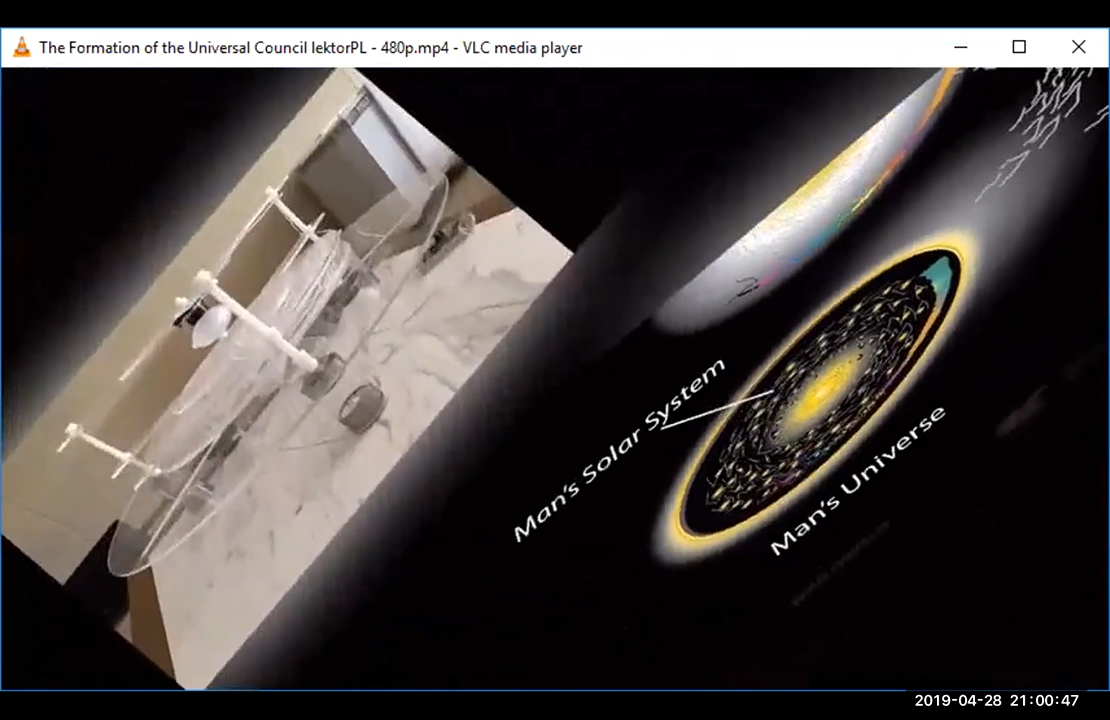 The Formation of the Universal Council lektorPL - 480p.mp4 - VLC media player
Man's Solar System
Man's Universe
2019-04-28 21:00:47